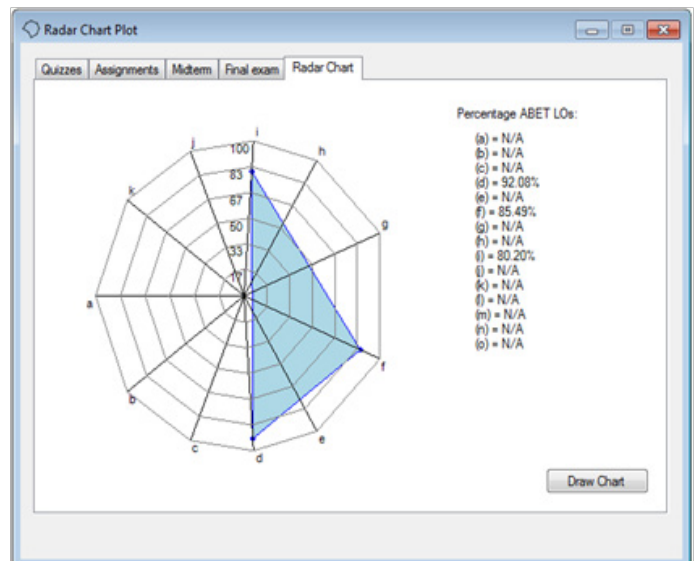 Radar Chart Plot
Quizzes Assignments Midterm Final exam Radar Chart
Percentage ABET LOs:
(a) = N/A
(b) = N/A
(c) = N/A
(d) = 92.08%
(e) = N/A
(f) = 85.49%
(g) = N/A
(h) = N/A
(i) = 80.20%
(j) = N/A
(k) = N/A
(l) = N/A
(m) = N/A
(n) = N/A
(o) = N/A
i
j
h
100
83
k
67
g
50
33
17
a
f
b
e
c
d
Draw Chart